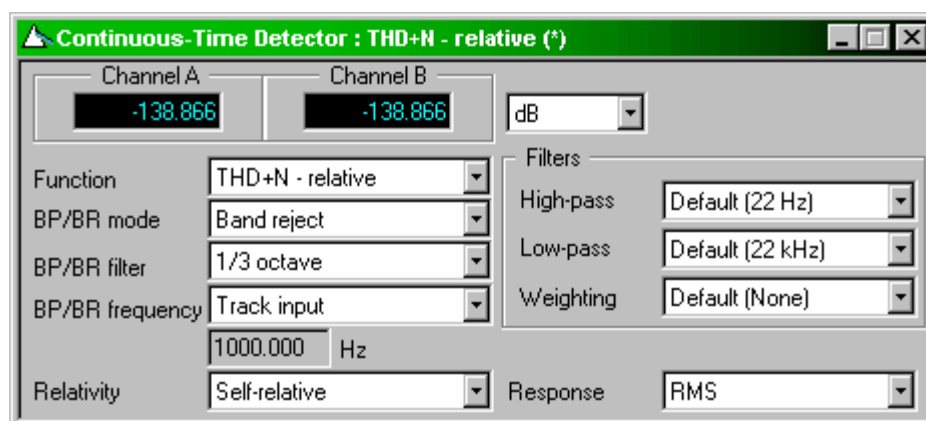 Continuous-Time Detector : THD+N - relative (*)
Channel A Channel B
-138.866 -138.866 dB
Function THD+N - relative
BP/BR mode Band reject
BP/BR filter 1/3 octave
BP/BR frequency Track input
1000.000 Hz
Relativity Self-relative
Filters
High-pass Default (22 Hz)
Low-pass Default (22 kHz)
Weighting Default (None)
Response RMS